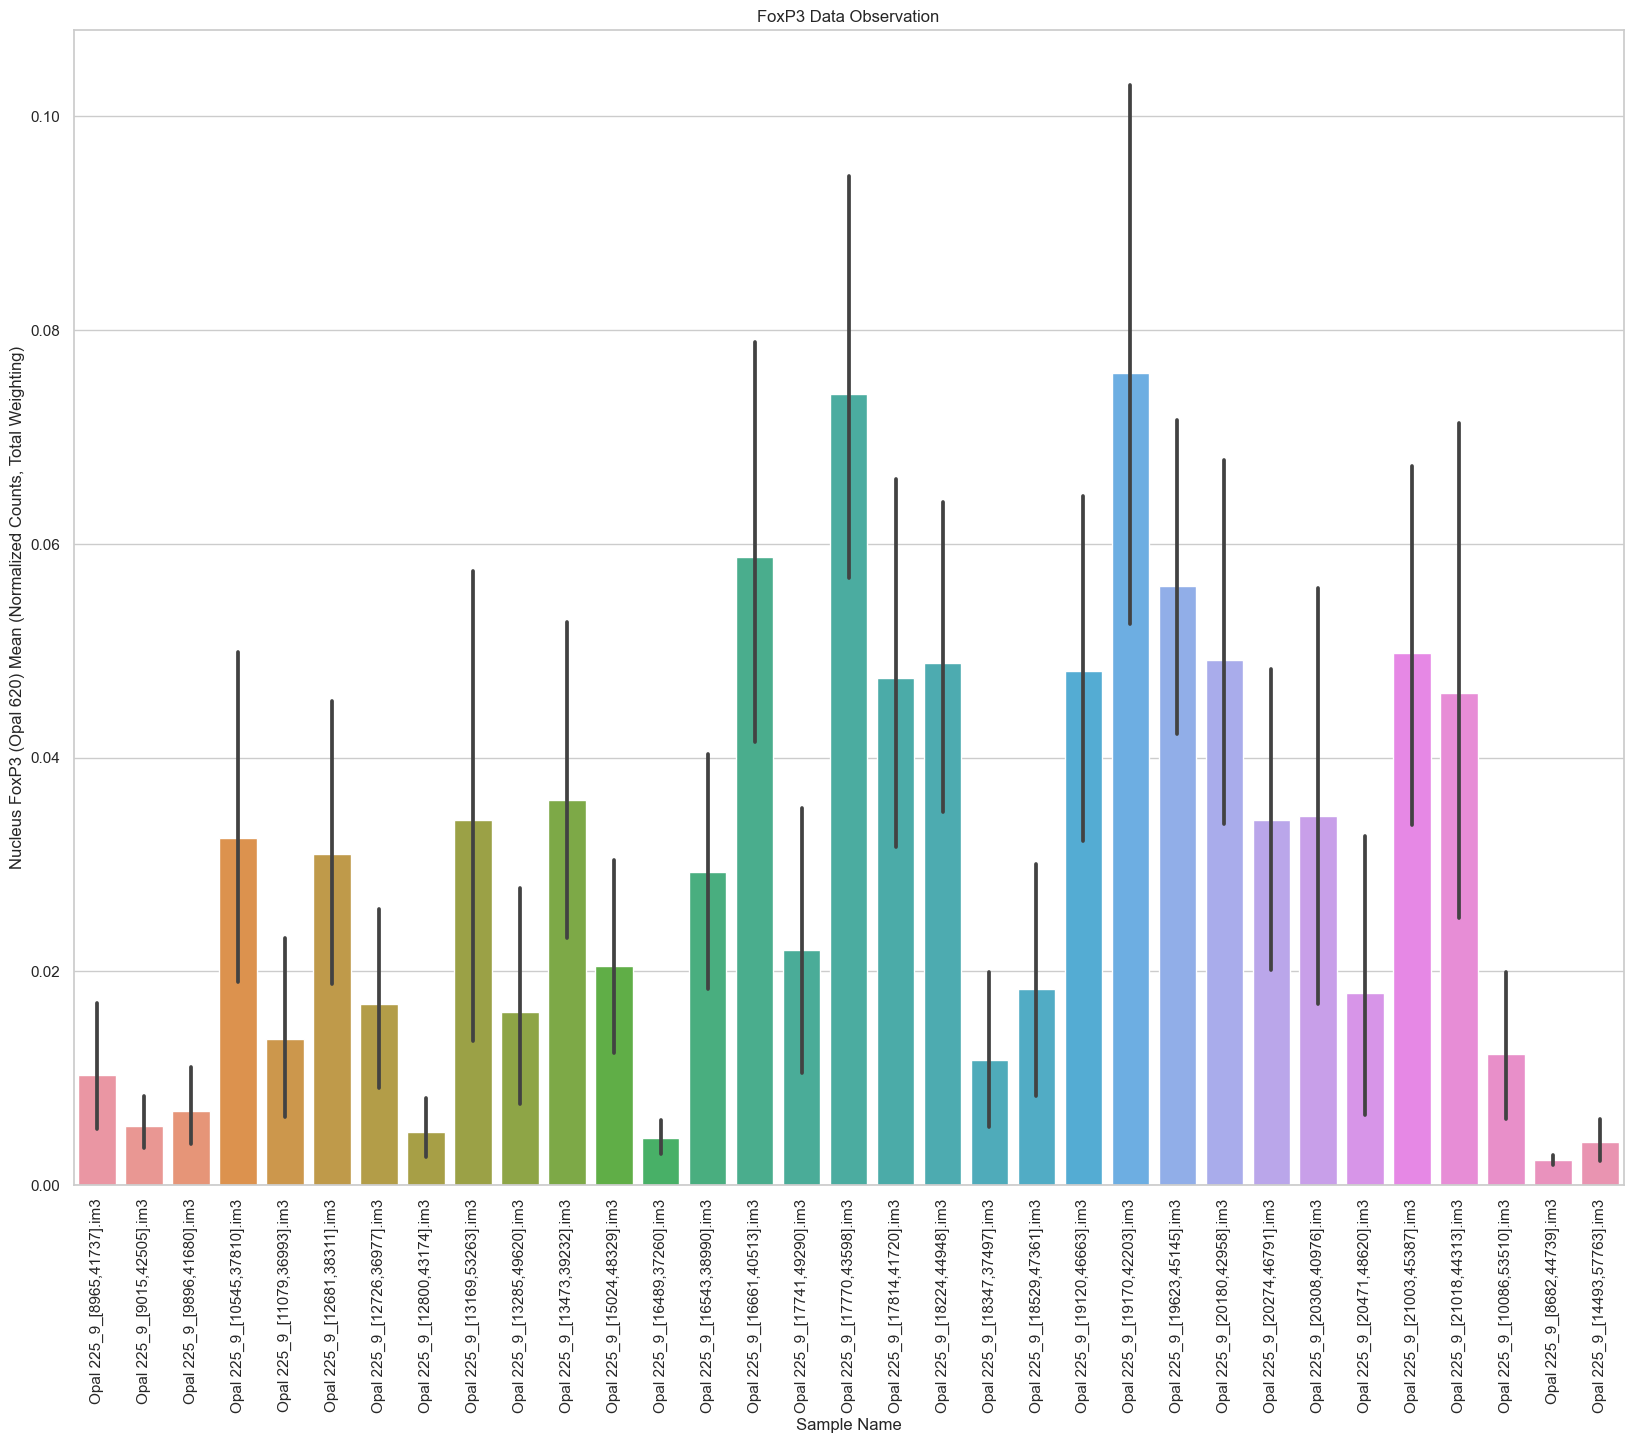 FoxP3 Data Observation
Nucleus FoxP3 (Opal 620) Mean (Normalized Counts, Total Weighting)
0.10
0.08
0.06
0.04
0.02
0.00
Opal 225_9_[8965,41737].im3
Opal 225_9_[9015,42505].im3
Opal 225_9_[9896,41680].im3
Opal 225_9_[10545,37810].im3
Opal 225_9_[11079,36993].im3
Opal 225_9_[12681,38311].im3
Opal 225_9_[12726,36977].im3
Opal 225_9_[12800,43174].im3
Opal 225_9_[13169,53263].im3
Opal 225_9_[13285,49620].im3
Opal 225_9_[13473,39232].im3
Opal 225_9_[15024,48329].im3
Opal 225_9_[16489,37260].im3
Opal 225_9_[16543,38990].im3
Opal 225_9_[16661,40513].im3
Opal 225_9_[17741,49290].im3
Opal 225_9_[17770,43598].im3
Opal 225_9_[17814,41720].im3
Opal 225_9_[18224,44948].im3
Opal 225_9_[18347,37497].im3
Opal 225_9_[18529,47361].im3
Opal 225_9_[19120,46663].im3
Opal 225_9_[19170,42203].im3
Opal 225_9_[19623,45145].im3
Opal 225_9_[20180,42958].im3
Opal 225_9_[20274,46791].im3
Opal 225_9_[20308,40976].im3
Opal 225_9_[20471,48620].im3
Opal 225_9_[21003,45387].im3
Opal 225_9_[21018,44313].im3
Opal 225_9_[10086,53510].im3
Opal 225_9_[8682,44739].im3
Opal 225_9_[14493,57763].im3
Sample Name